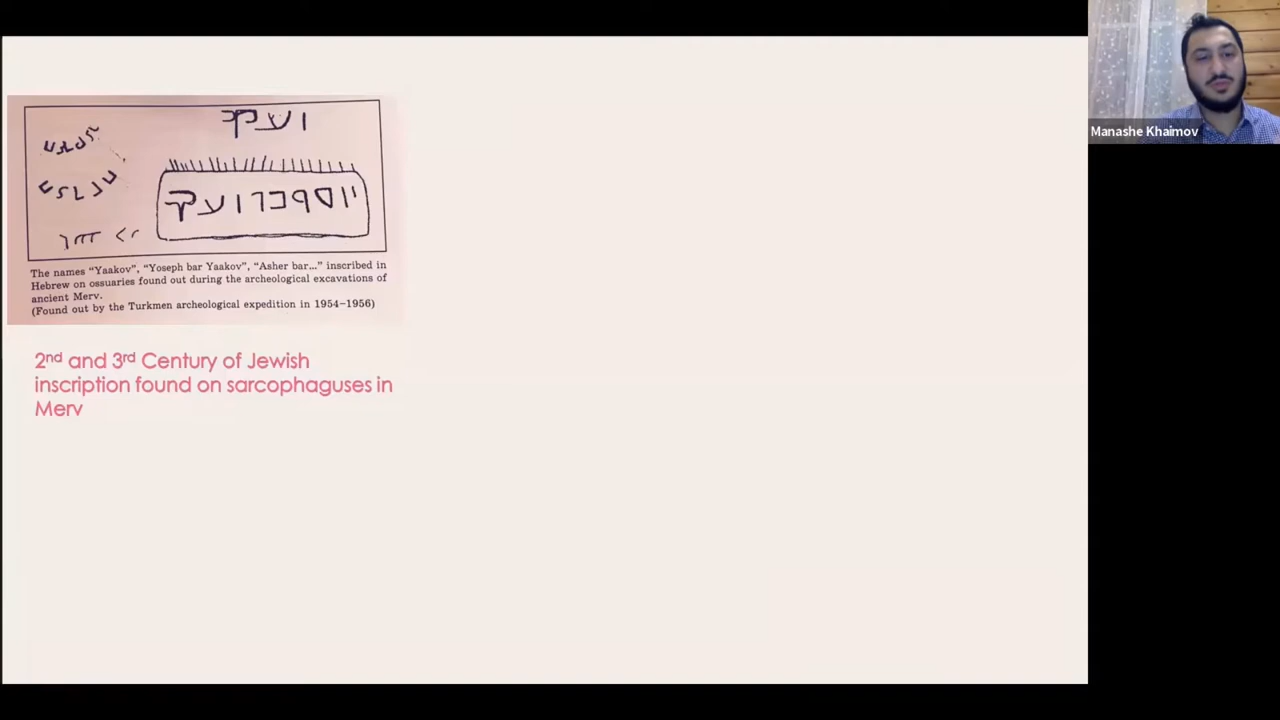 The names “Yaakov”, “Yoseph bar Yaakov”, “Asher bar...” inscribed in
Hebrew on ossuaries found out during the archeological excavations of
ancient Merv.
(Found out by the Turkmen archeological expedition in 1954–1956)
2nd and 3rd Century of Jewish
inscription found on sarcophaguses in
Merv
Manashe Khaimov